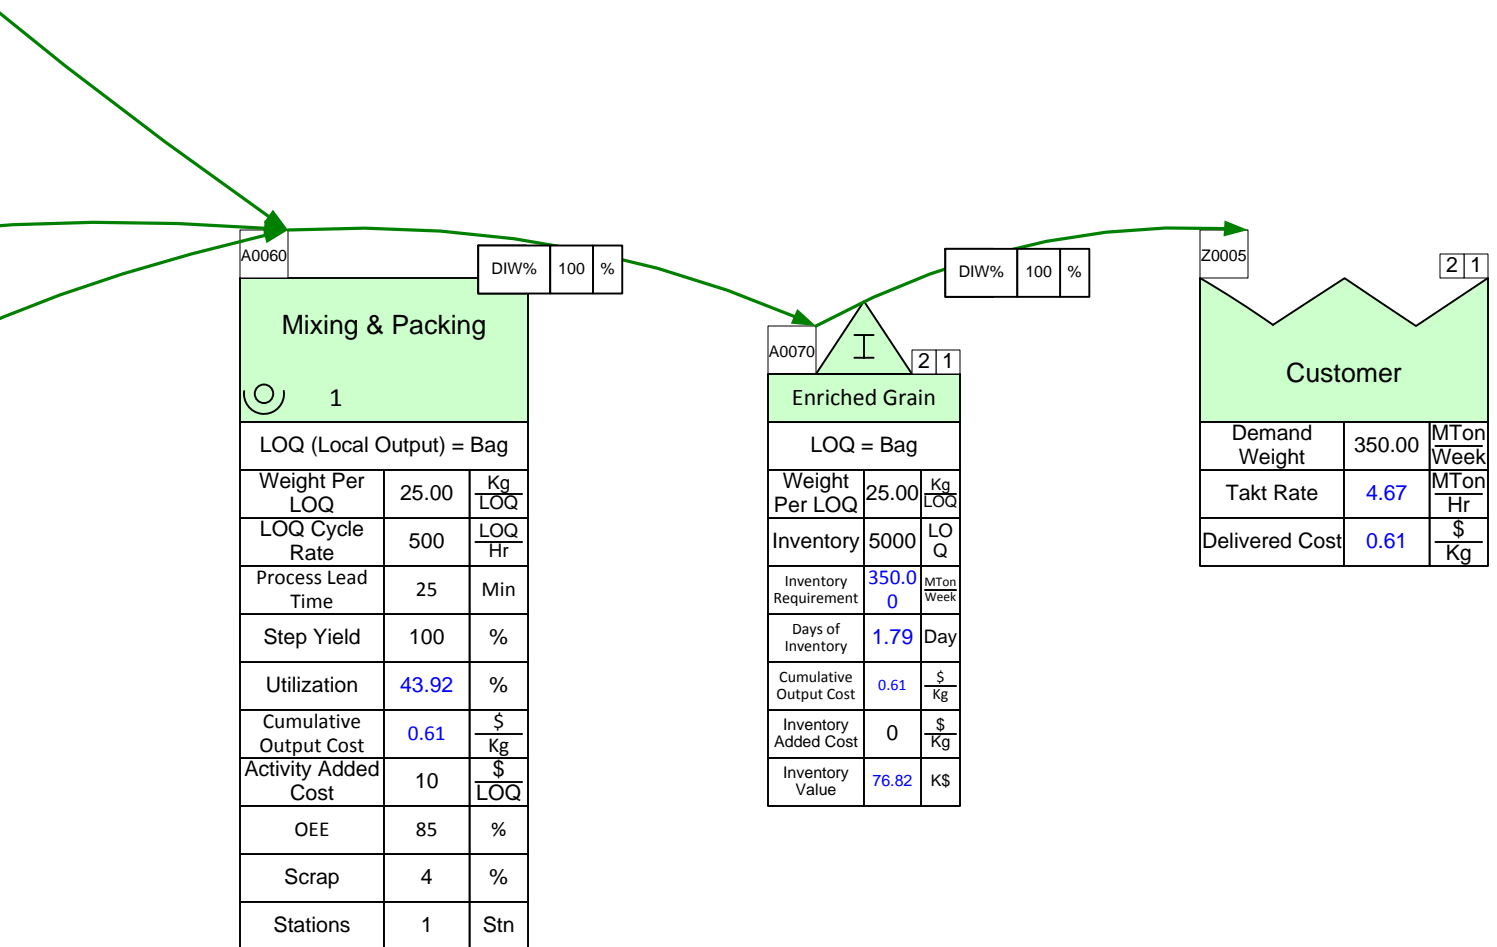 A0060
DIW% 100 %
Mixing & Packing
1
LOQ (Local Output) = Bag
Weight Per
LOQ
25.00
Kg
LOQ
LOQ Cycle
Rate
500
LOQ
Hr
Process Lead
Time
25
Min
Step Yield
100
%
Utilization
43.92
%
Cumulative
Output Cost
0.61
$
Kg
Activity Added
Cost
10
$
LOQ
OEE
85
%
Scrap
4
%
Stations
1
Stn
A0070
I
2 1
Enriched Grain
LOQ = Bag
Weight
Per LOQ
25.00
Kg
LOQ
Inventory
5000
LO
Q
Inventory
Requirement
350.0
0
MTon
Week
Days of
Inventory
1.79
Day
Cumulative
Output Cost
0.61
$
Kg
Inventory
Added Cost
0
$
Kg
Inventory
Value
76.82
K$
DIW% 100 %
Z0005
2 1
Customer
Demand
Weight
350.00
MTon
Week
Takt Rate
4.67
MTon
Hr
Delivered Cost
0.61
$
Kg